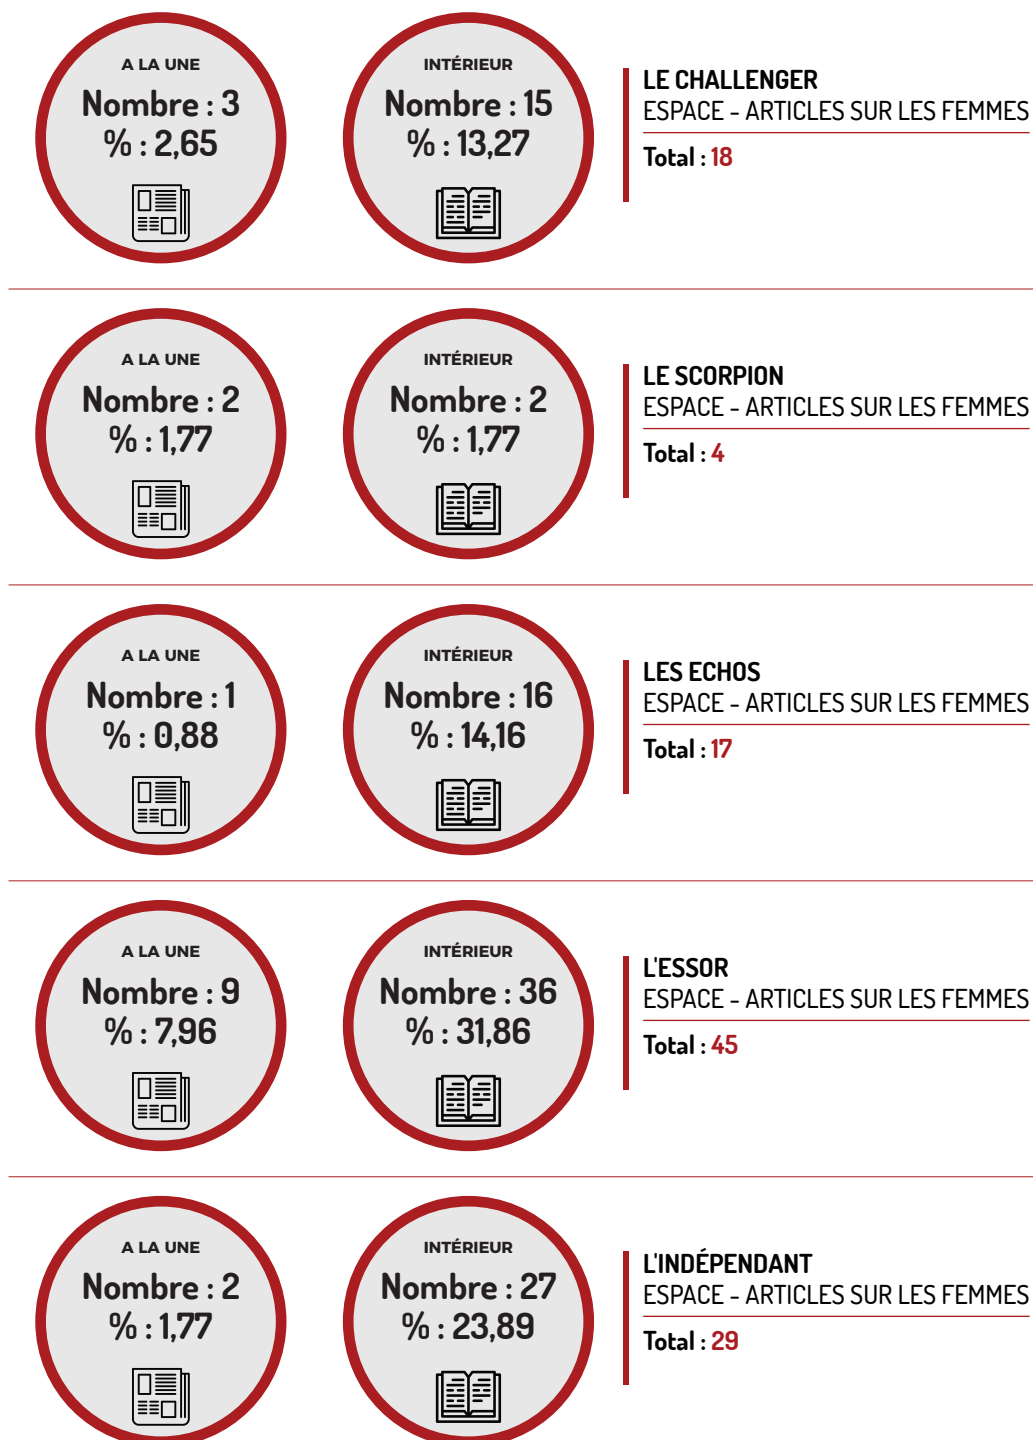 A LA UNE
Nombre : 3
% : 2,65
INTÉRIEUR
Nombre : 15
% : 13,27
LE CHALLENGER
ESPACE - ARTICLES SUR LES FEMMES
Total : 18
A LA UNE
Nombre : 2
% : 1,77
INTÉRIEUR
Nombre : 2
% : 1,77
LE SCORPION
ESPACE - ARTICLES SUR LES FEMMES
Total : 4
A LA UNE
Nombre : 1
% : 0,88
INTÉRIEUR
Nombre : 16
% : 14,16
LES ECHOS
ESPACE - ARTICLES SUR LES FEMMES
Total : 17
A LA UNE
Nombre : 9
% : 7,96
INTÉRIEUR
Nombre : 36
% : 31,86
L'ESSOR
ESPACE - ARTICLES SUR LES FEMMES
Total : 45
A LA UNE
Nombre : 2
% : 1,77
INTÉRIEUR
Nombre : 27
% : 23,89
L'INDÉPENDANT
ESPACE - ARTICLES SUR LES FEMMES
Total : 29